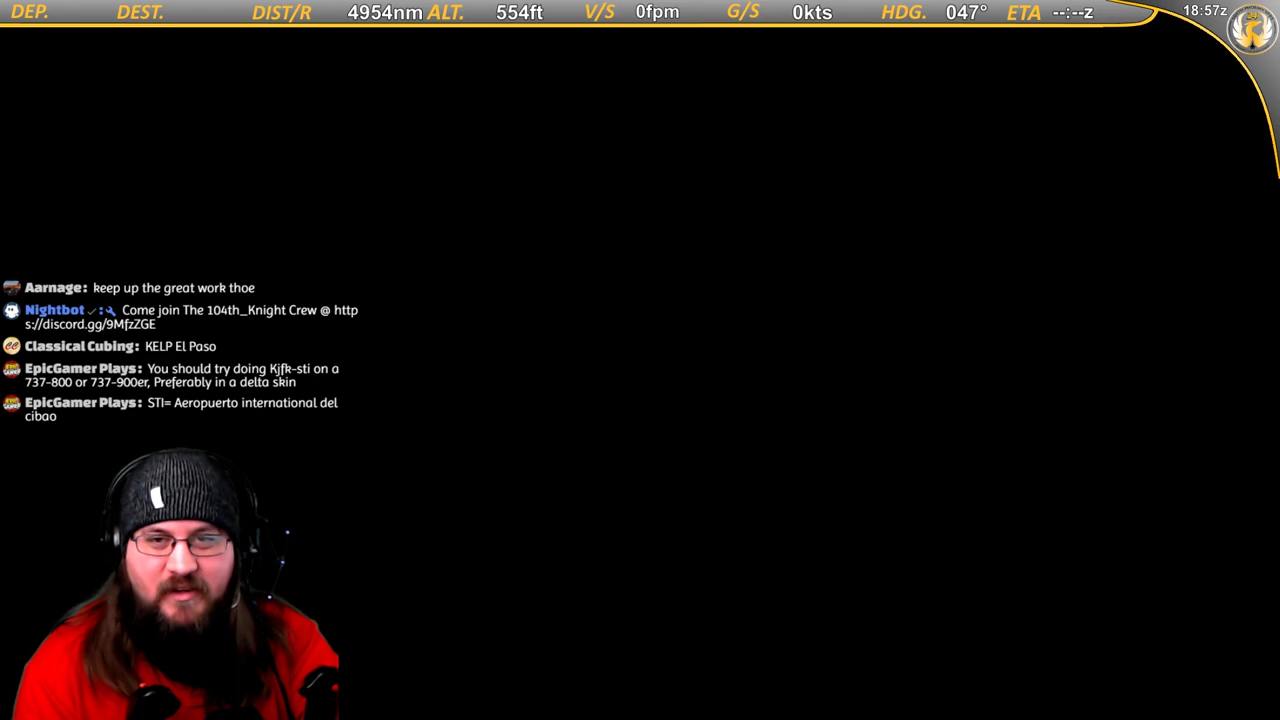 DEP. DEST. DIST/R 4954nm ALT. 554ft V/S 0fpm G/S 0kts HDG. 047° ETA --:--z 18:57z
Aarnage: keep up the great work thoe
Nightbot: Come join The 104th_Knight Crew @ http
s://discord.gg/9MfzZGE
Classical Cubing: KELP El Paso
EpicGamer Plays: You should try doing Kjfk-sti on a
737-800 or 737-900er, Preferably in a delta skin
EpicGamer Plays: STI= Aeropuerto international del
cibao